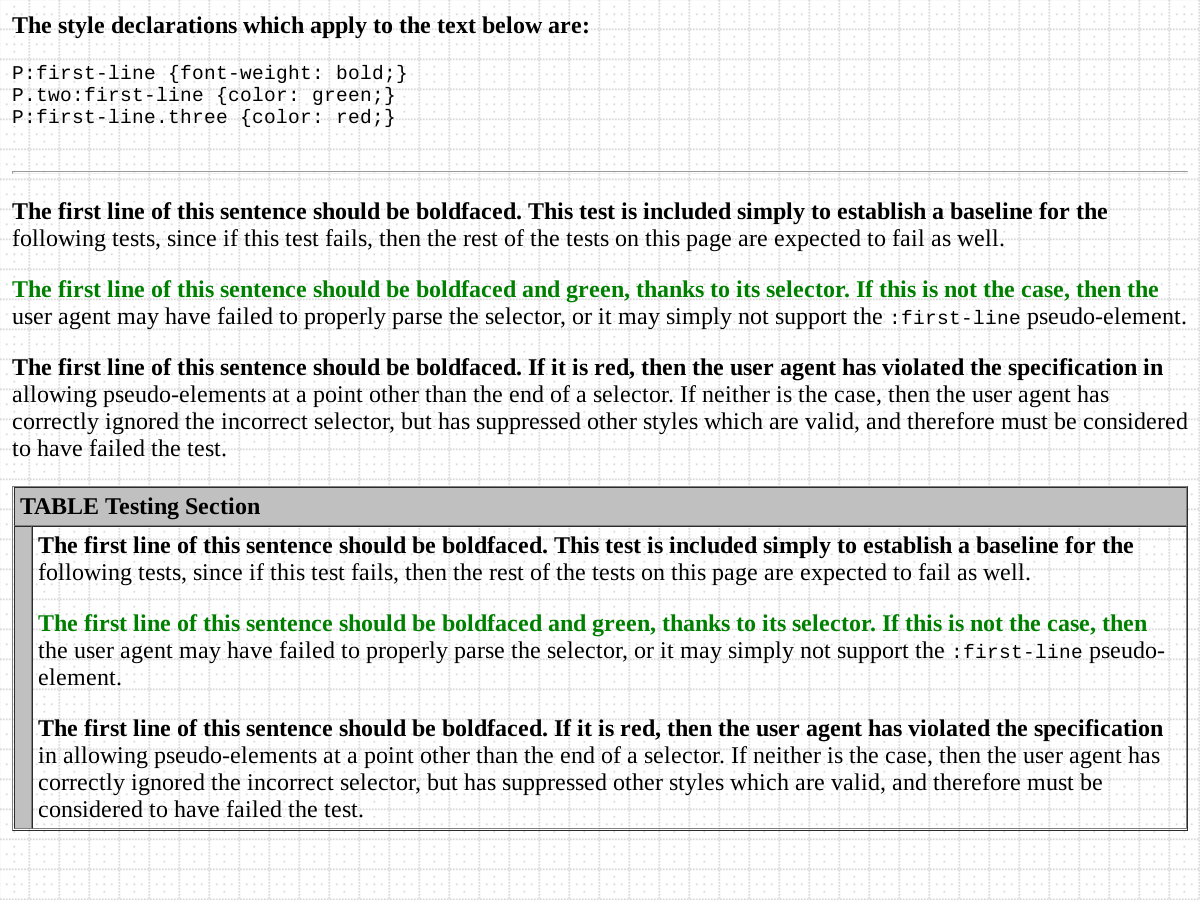 The style declarations which apply to the text below are:
P:first-line {font-weight: bold;}
P.two:first-line {color: green;}
P:first-line.three {color: red;}
The first line of this sentence should be boldfaced. This test is included simply to establish a baseline for the
following tests, since if this test fails, then the rest of the tests on this page are expected to fail as well.
The first line of this sentence should be boldfaced and green, thanks to its selector. If this is not the case, then the
user agent may have failed to properly parse the selector, or it may simply not support the :first-line pseudo-element.
The first line of this sentence should be boldfaced. If it is red, then the user agent has violated the specification in
allowing pseudo-elements at a point other than the end of a selector. If neither is the case, then the user agent has
correctly ignored the incorrect selector, but has suppressed other styles which are valid, and therefore must be considered
to have failed the test.
TABLE Testing Section
The first line of this sentence should be boldfaced. This test is included simply to establish a baseline for the
following tests, since if this test fails, then the rest of the tests on this page are expected to fail as well.
The first line of this sentence should be boldfaced and green, thanks to its selector. If this is not the case, then
the user agent may have failed to properly parse the selector, or it may simply not support the :first-line pseudo-
element.
The first line of this sentence should be boldfaced. If it is red, then the user agent has violated the specification
in allowing pseudo-elements at a point other than the end of a selector. If neither is the case, then the user agent has
correctly ignored the incorrect selector, but has suppressed other styles which are valid, and therefore must be
considered to have failed the test.